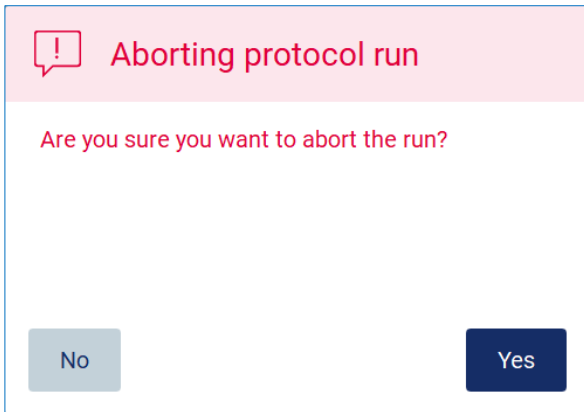 Aborting protocol run
Are you sure you want to abort the run?
No
Yes